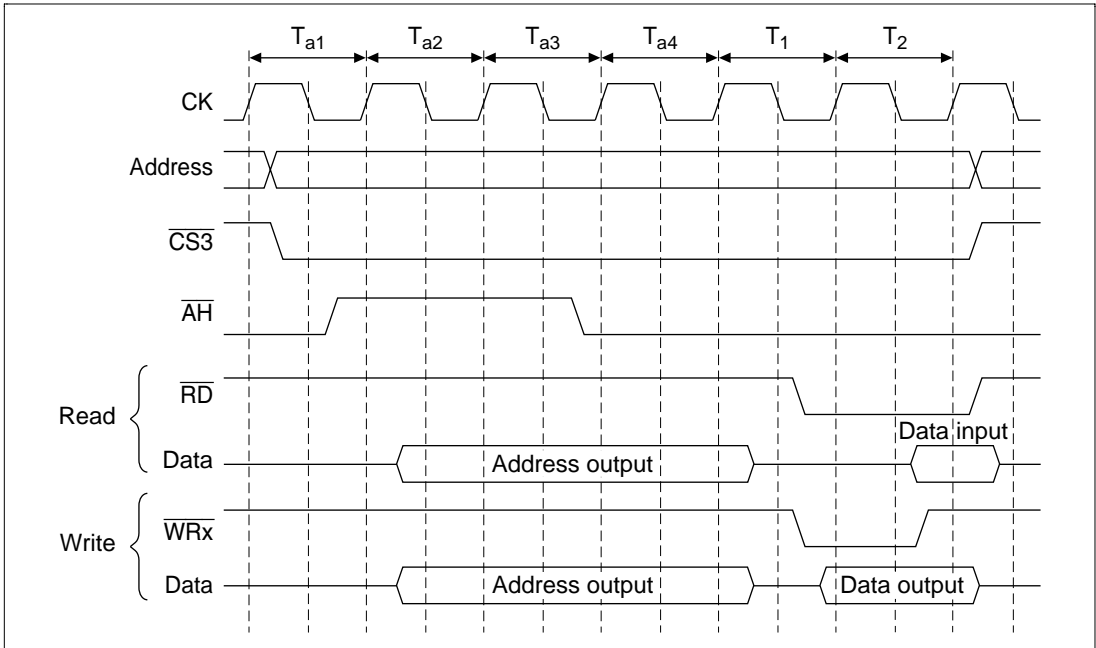 Ta1 Ta2 Ta3 Ta4 T1 T2
CK
Address
CS3
AH
RD
Read
Data input
Data Address output
WRx
Write
Data Address output Data output